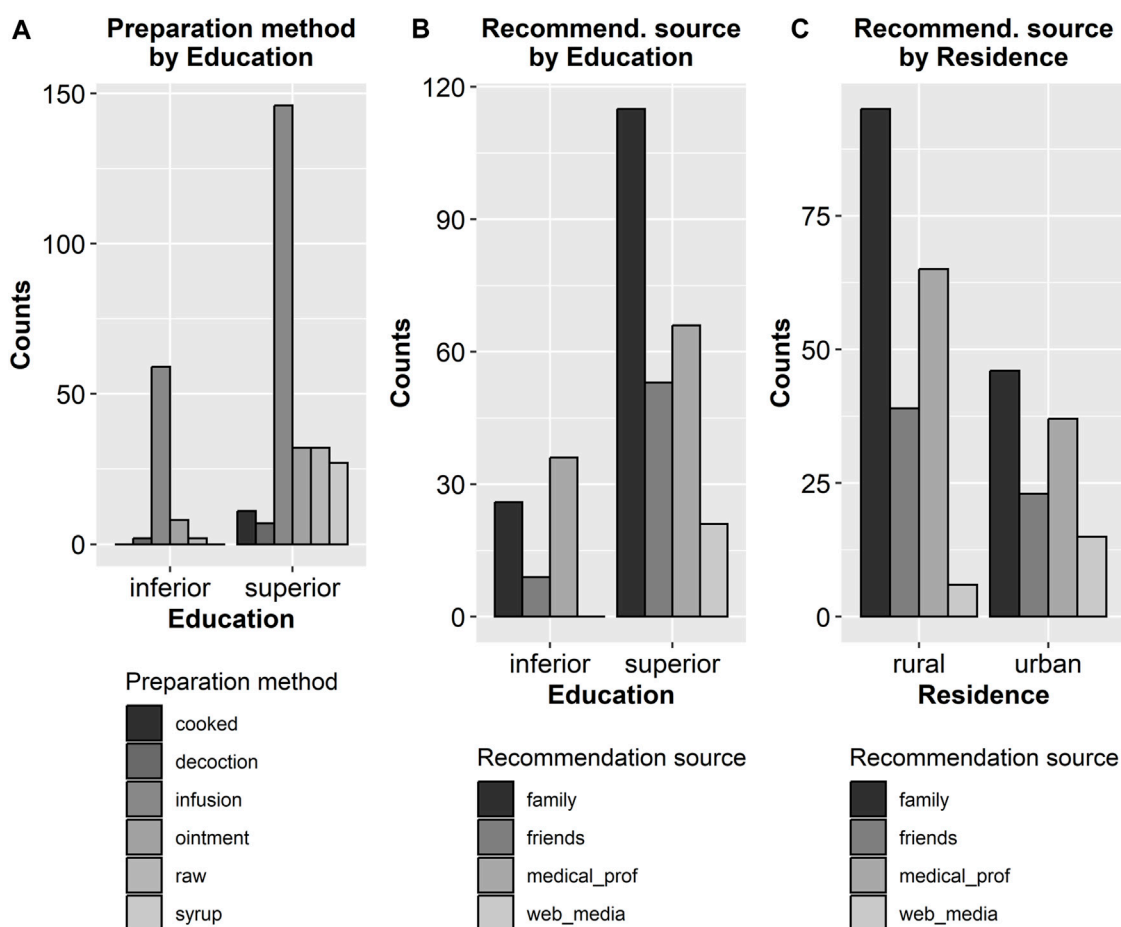 A
Preparation method
by Education
150
100
50
0
Counts
inferior
superior
Education
Preparation method
cooked
decoction
infusion
ointment
raw
syrup
B
Recommend. source
by Education
120
90
60
30
0
Counts
inferior
superior
Education
Recommendation source
family
friends
medical_prof
web_media
C
Recommend. source
by Residence
75
50
25
0
Counts
rural
urban
Residence
Recommendation source
family
friends
medical_prof
web_media